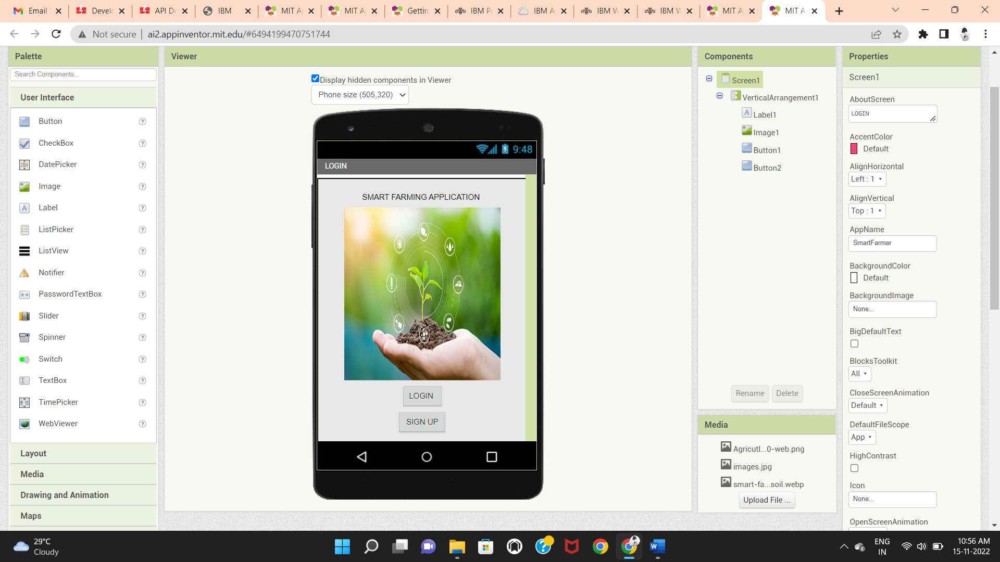 Email
Develo
API Do
IBM
MIT A
MIT A
Gettin
IBM P
IBM A
IBM W
IBM W
MIT A
MIT A
Not secure
ai2.appinventor.mit.edu/#6494199470751744
Palette
Search Components...
User Interface
Button
CheckBox
DatePicker
Image
Label
ListPicker
ListView
Notifier
PasswordTextBox
Slider
Spinner
Switch
TextBox
TimePicker
WebViewer
Layout
Media
Drawing and Animation
Maps
Viewer
Display hidden components in Viewer
Phone size (505,320)
9:48
LOGIN
SMART FARMING APPLICATION
LOGIN
SIGN UP
Components
Screen1
VerticalArrangement1
Label1
Image1
Button1
Button2
Rename
Delete
Media
Agricutl...0-web.png
images.jpg
smart-fa...soil.webp
Upload File ...
Properties
Screen1
AboutScreen
LOGIN
AccentColor
Default
AlignHorizontal
Left : 1
AlignVertical
Top : 1
AppName
SmartFarmer
BackgroundColor
Default
BackgroundImage
None...
BigDefaultText
BlocksToolkit
All
CloseScreenAnimation
Default
DefaultFileScope
App
HighContrast
Icon
None...
OpenScreenAnimation
29°C
Cloudy
ENG
IN
10:56 AM
15-11-2022